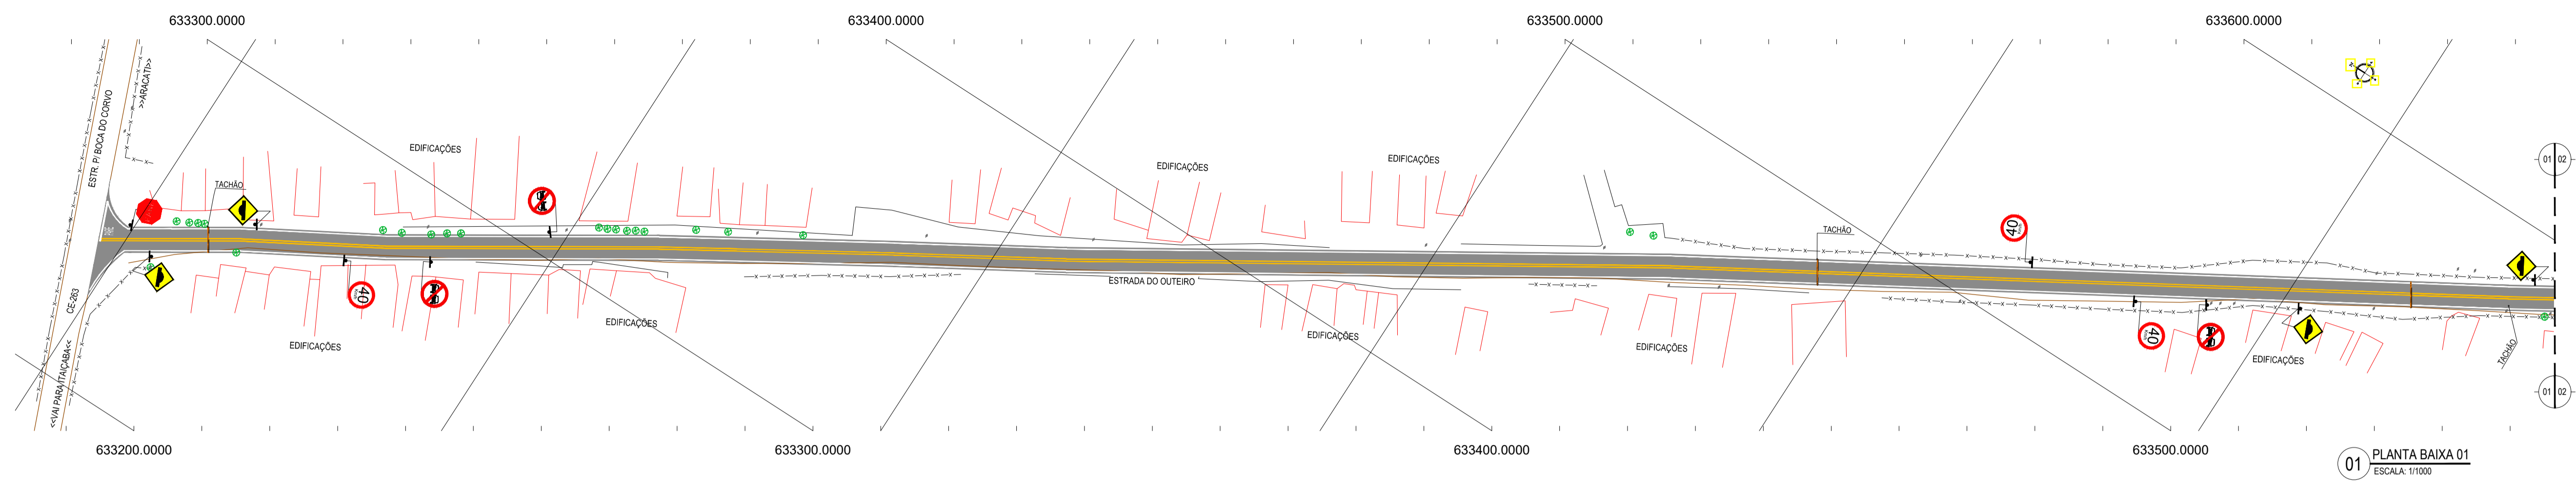 633300.0000
633400.0000
633500.0000
633600.0000
ESTR. P/ BOCA DO CORVO
>>ARACATI>>
EDIFICAÇÕES
EDIFICAÇÕES
EDIFICAÇÕES
01 02
TACHÃO
40
TACHÃO
ESTRADA DO OUTEIRO
CE-263
<<VAI PARA ITAIÇABA<<
40
EDIFICAÇÕES
EDIFICAÇÕES
EDIFICAÇÕES
EDIFICAÇÕES
40
EDIFICAÇÕES
TACHÃO
01 02
633200.0000
633300.0000
633400.0000
633500.0000
01
PLANTA BAIXA 01
ESCALA: 1/1000